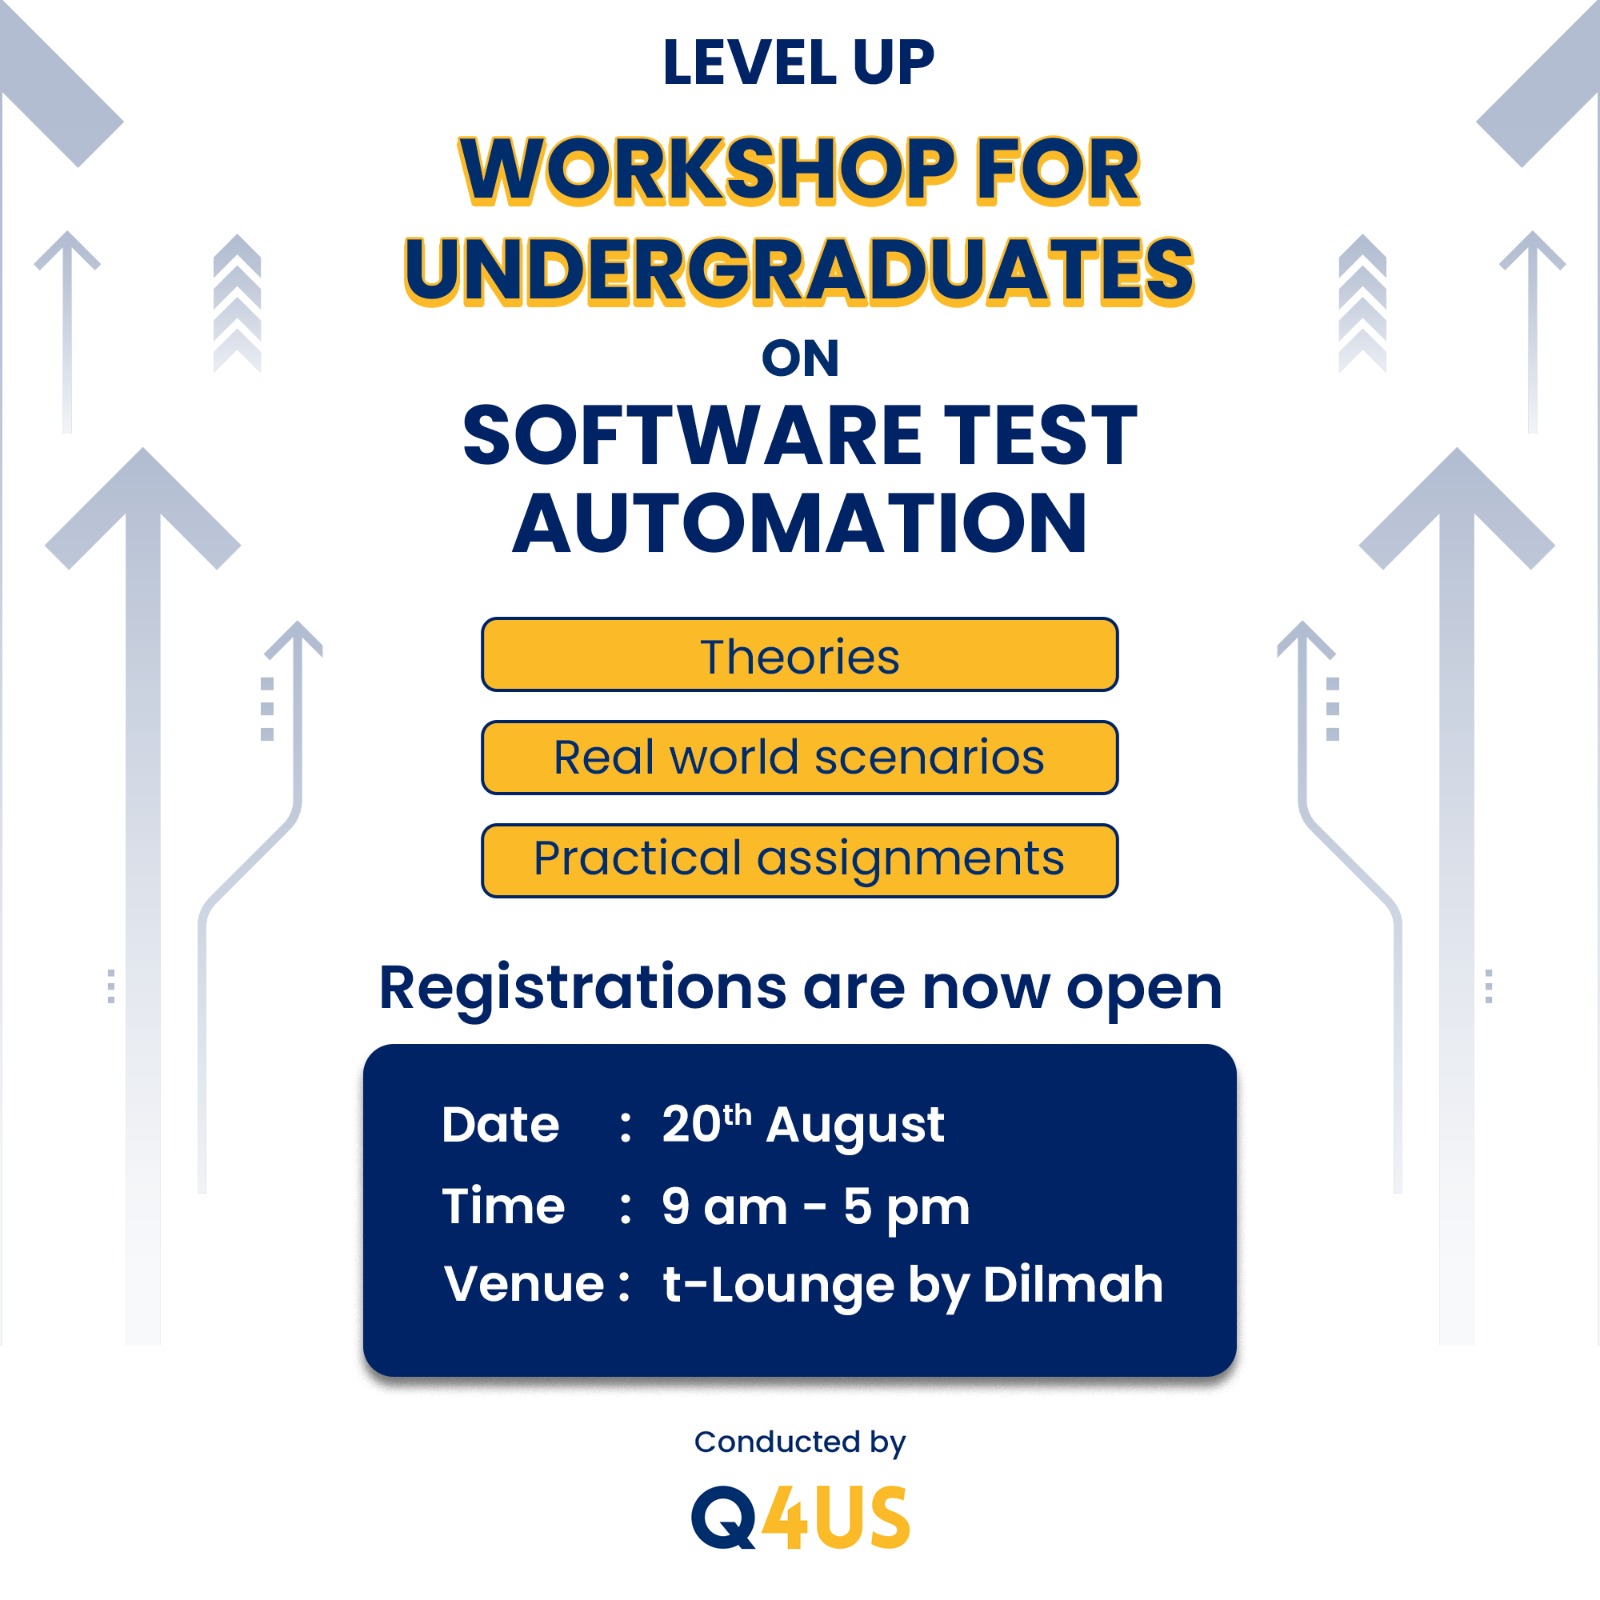 LEVEL UP
WORKSHOP FOR
UNDERGRADUATES
ON
SOFTWARE TEST
AUTOMATION
Theories
Real world scenarios
Practical assignments
Registrations are now open
Date : 20th August
Time : 9 am - 5 pm
Venue : t-Lounge by Dilmah
Conducted by
Q4US